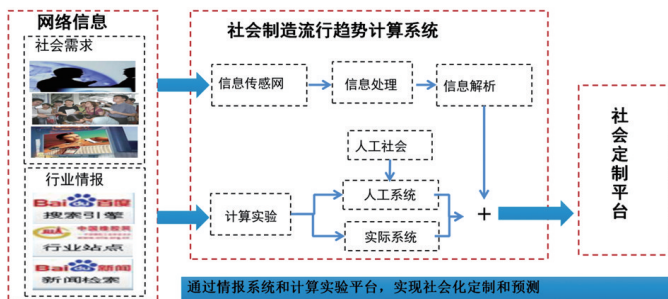 网络信息
社会需求
行业情报
Bai百度
搜索引擎
行业站点
Bai新闻
新闻检索
社会制造流行趋势计算系统
信息传感网
信息处理
信息解析
人工社会
计算实验
人工系统
实际系统
+
社会定制平台
通过情报系统和计算实验平台，实现社会化定制和预测